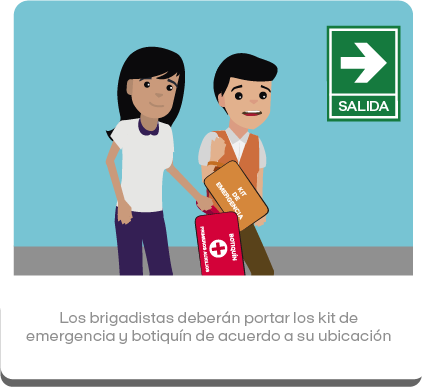 SALIDA
KIT
DE
EMERGENCIA
BOTIQUÍN
PRIMEROS AUXILIOS
Los brigadistas deberán portar los kit de
emergencia y botiquín de acuerdo a su ubicación